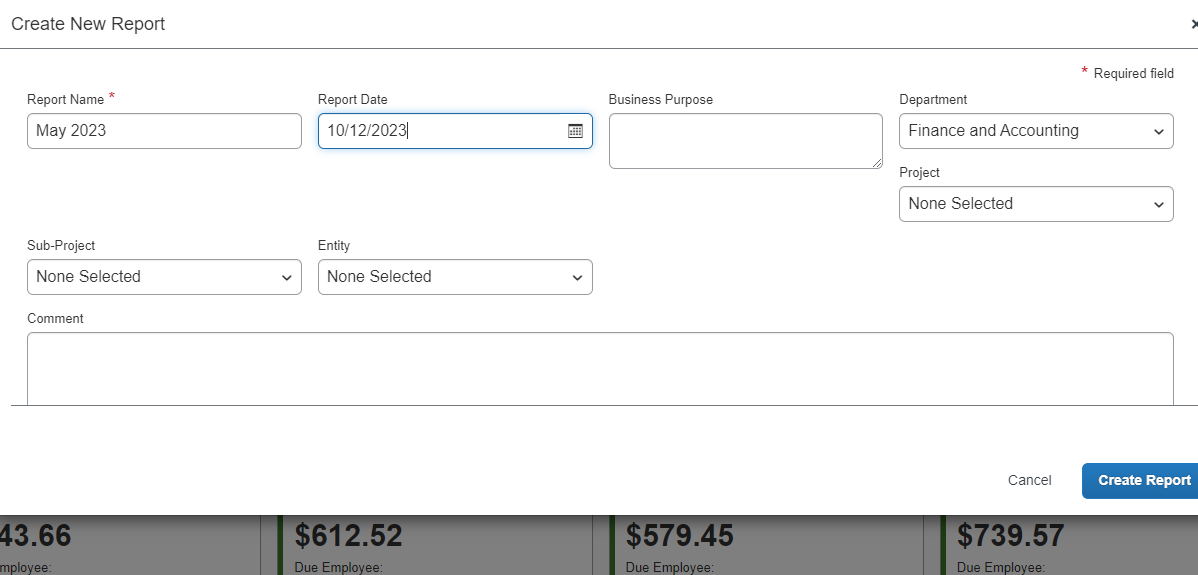 Create New Report
* Required field
Report Name *
Report Date
Business Purpose
Department
May 2023
10/12/2023
Finance and Accounting
Project
None Selected
Sub-Project
Entity
None Selected
None Selected
Comment
Cancel
Create Report
43.66
$612.52
$579.45
$739.57
mployee:
Due Employee:
Due Employee:
Due Employee: